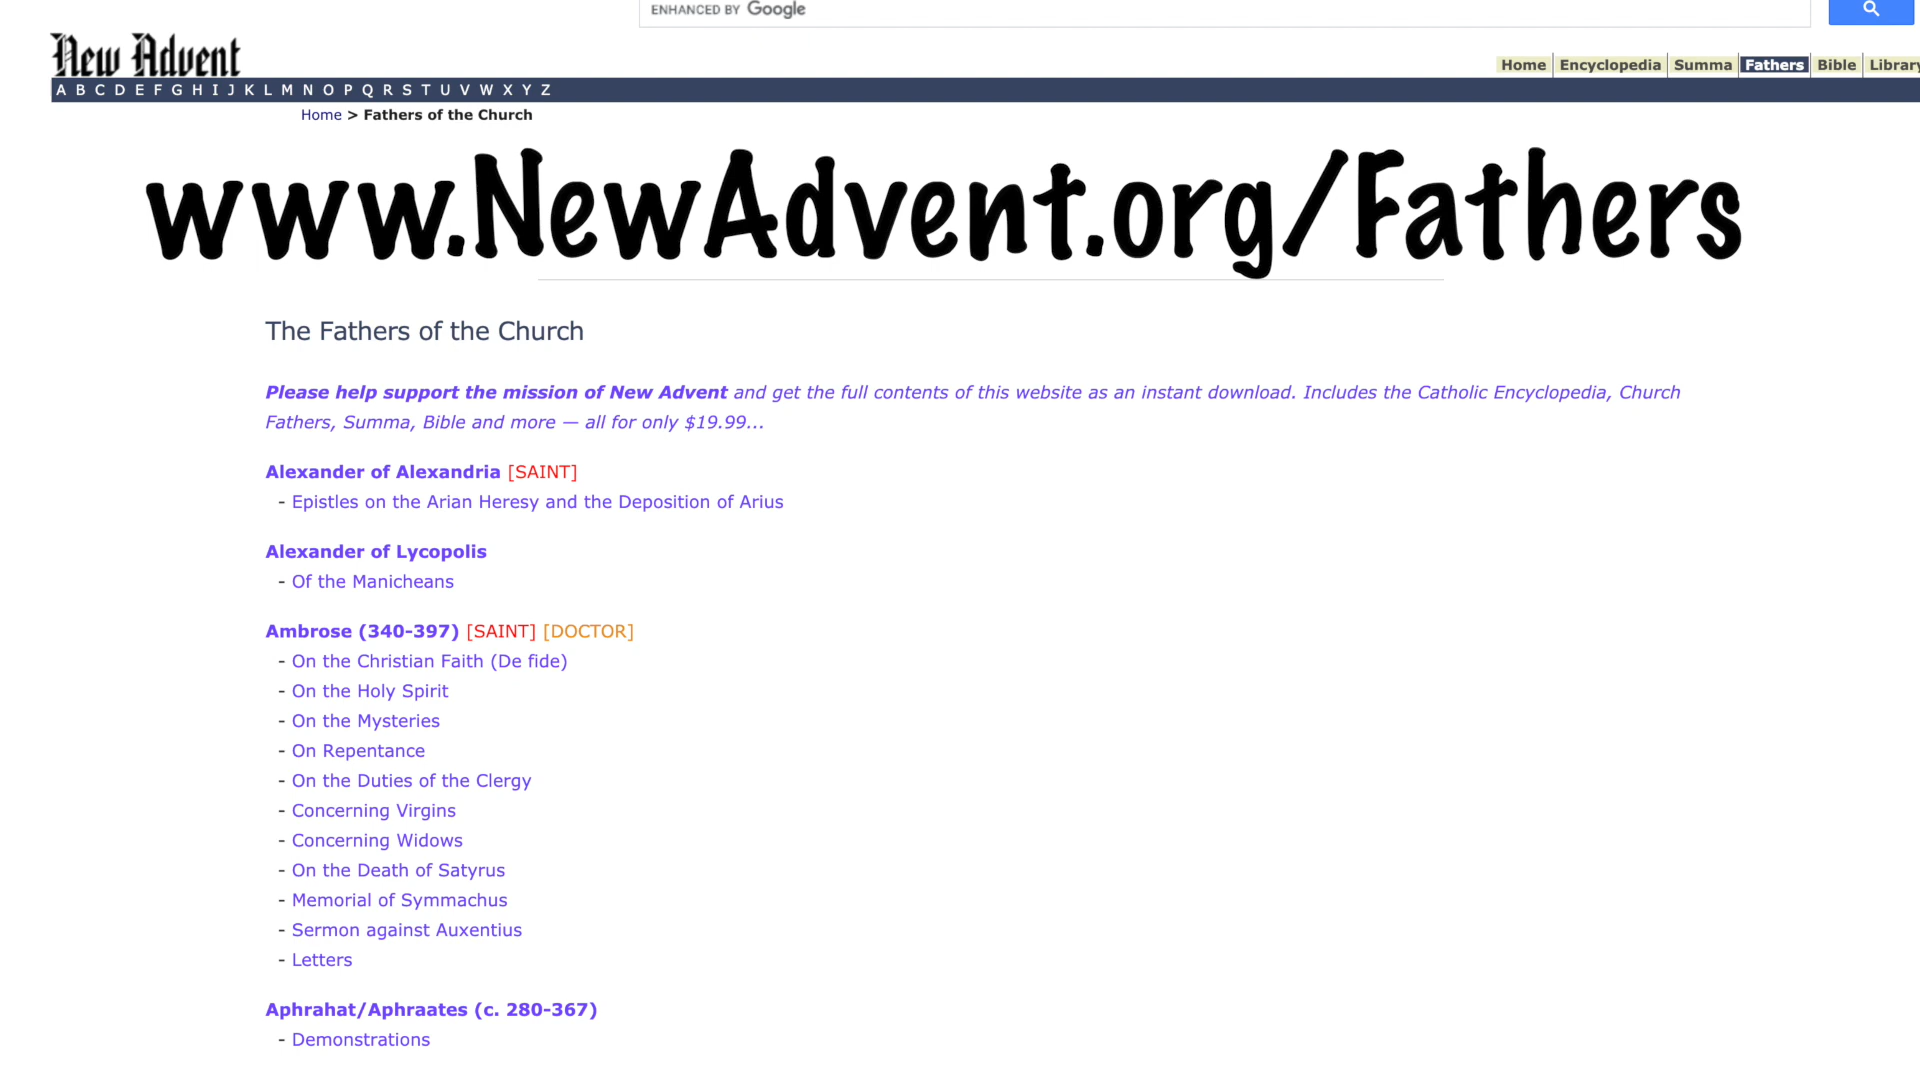 ENHANCED BY Google
New Advent
Home Encyclopedia Summa Fathers Bible Library
A B C D E F G H I J K L M N O P Q R S T U V W X Y Z
Home > Fathers of the Church
www.NewAdvent.org/Fathers
The Fathers of the Church
Please help support the mission of New Advent and get the full contents of this website as an instant download. Includes the Catholic Encyclopedia, Church
Fathers, Summa, Bible and more — all for only $19.99...
Alexander of Alexandria [SAINT]
- Epistles on the Arian Heresy and the Deposition of Arius
Alexander of Lycopolis
- Of the Manicheans
Ambrose (340-397) [SAINT] [DOCTOR]
- On the Christian Faith (De fide)
- On the Holy Spirit
- On the Mysteries
- On Repentance
- On the Duties of the Clergy
- Concerning Virgins
- Concerning Widows
- On the Death of Satyrus
- Memorial of Symmachus
- Sermon against Auxentius
- Letters
Aphrahat/Aphraates (c. 280-367)
- Demonstrations